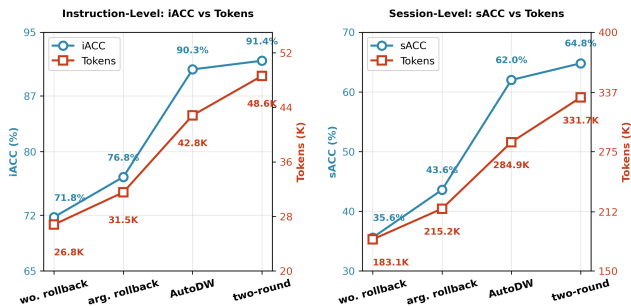 Instruction-Level: iACC vs Tokens
iACC
Tokens
iACC (%)
95
87
80
72
65
71.8%
76.8%
90.3%
91.4%
26.8K
31.5K
42.8K
48.6K
52
44
36
28
20
Tokens (K)
wo. rollback
arg. rollback
AutoDW
two-round
Session-Level: sACC vs Tokens
sACC
Tokens
sACC (%)
70
60
50
40
30
35.6%
43.6%
62.0%
64.8%
183.1K
215.2K
284.9K
331.7K
400
337
275
212
150
Tokens (K)
wo. rollback
arg. rollback
AutoDW
two-round